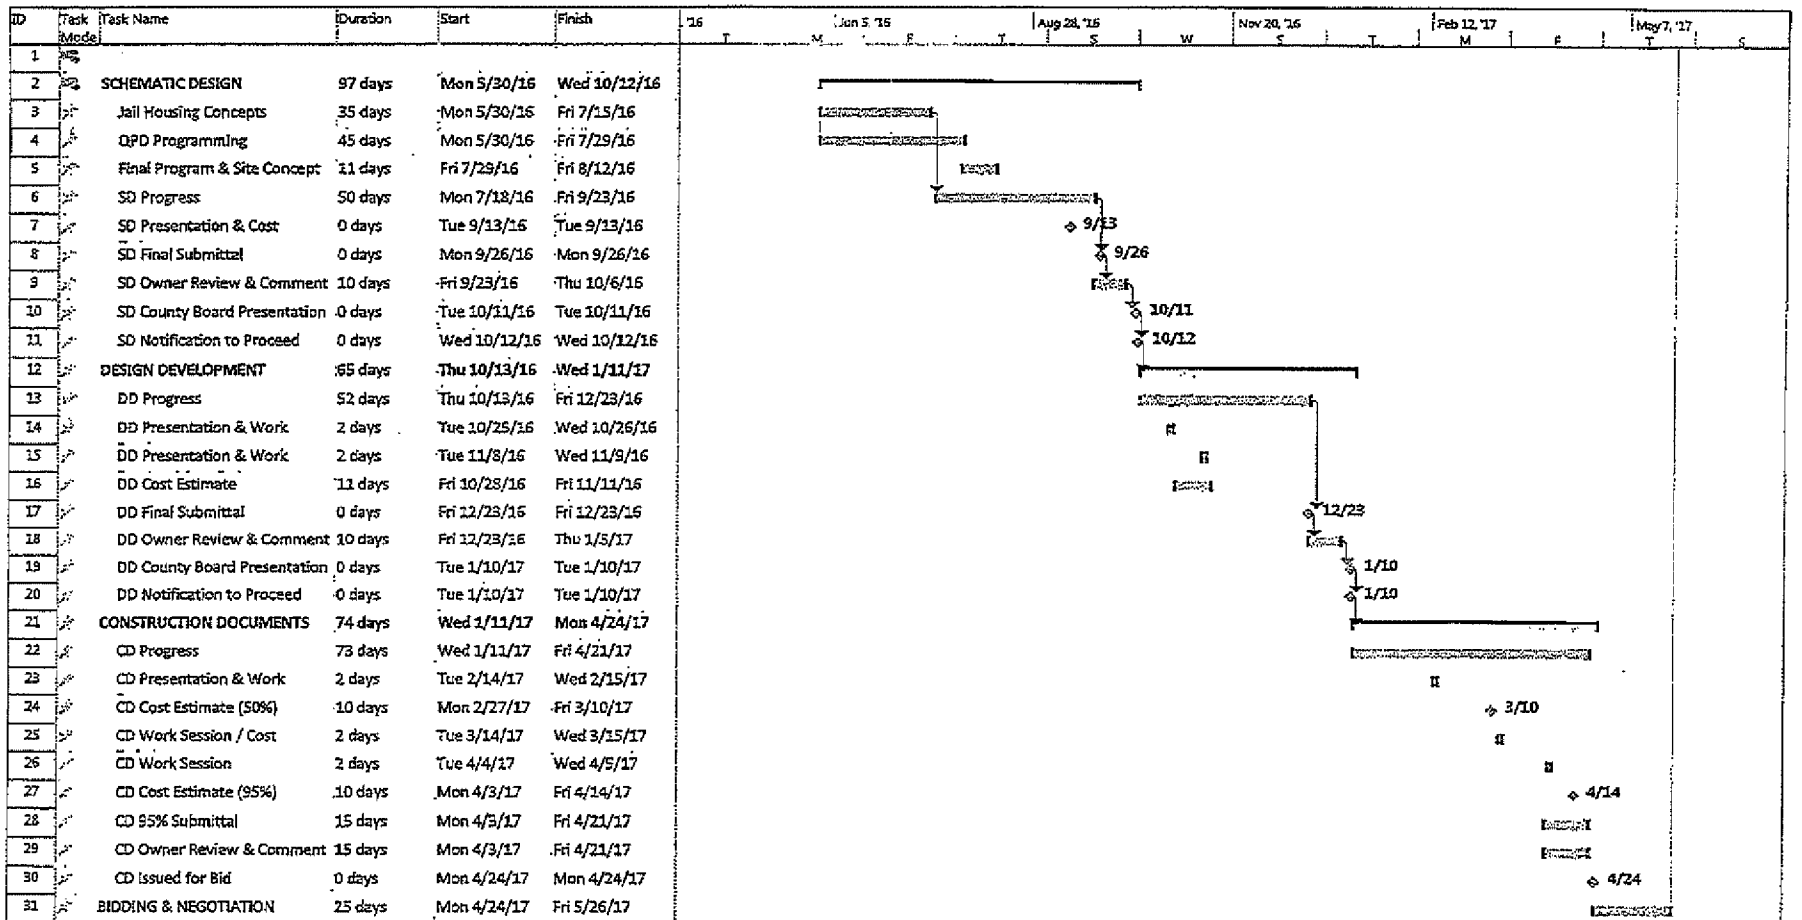 ID Task Mode Task Name Duration Start Finish '16 Jun 5, '16 Aug 28, '16 Nov 20, '16 Feb 12, '17 May 7, '17
T M F T S W S T M F T S
1
2 SCHEMATIC DESIGN 97 days Mon 5/30/16 Wed 10/12/16
3 Jail Housing Concepts 35 days Mon 5/30/16 Fri 7/15/16
4 OPD Programming 45 days Mon 5/30/16 Fri 7/29/16
5 Final Program & Site Concept 11 days Fri 7/29/16 Fri 8/12/16
6 SD Progress 50 days Mon 7/18/16 Fri 9/23/16
7 SD Presentation & Cost 0 days Tue 9/13/16 Tue 9/13/16 9/13
8 SD Final Submittal 0 days Mon 9/26/16 Mon 9/26/16 9/26
9 SD Owner Review & Comment 10 days Fri 9/23/16 Thu 10/6/16
10 SD County Board Presentation 0 days Tue 10/11/16 Tue 10/11/16 10/11
11 SD Notification to Proceed 0 days Wed 10/12/16 Wed 10/12/16 10/12
12 DESIGN DEVELOPMENT 65 days Thu 10/13/16 Wed 1/11/17
13 DD Progress 52 days Thu 10/13/16 Fri 12/23/16
14 DD Presentation & Work 2 days Tue 10/25/16 Wed 10/26/16
15 DD Presentation & Work 2 days Tue 11/8/16 Wed 11/9/16
16 DD Cost Estimate 11 days Fri 10/28/16 Fri 11/11/16
17 DD Final Submittal 0 days Fri 12/23/16 Fri 12/23/16 12/23
18 DD Owner Review & Comment 10 days Fri 12/23/16 Thu 1/5/17
19 DD County Board Presentation 0 days Tue 1/10/17 Tue 1/10/17 1/10
20 DD Notification to Proceed 0 days Tue 1/10/17 Tue 1/10/17 1/10
21 CONSTRUCTION DOCUMENTS 74 days Wed 1/11/17 Mon 4/24/17
22 CD Progress 73 days Wed 1/11/17 Fri 4/21/17
23 CD Presentation & Work 2 days Tue 2/14/17 Wed 2/15/17
24 CD Cost Estimate (50%) 10 days Mon 2/27/17 Fri 3/10/17 3/10
25 CD Work Session / Cost 2 days Tue 3/14/17 Wed 3/15/17
26 CD Work Session 2 days Tue 4/4/17 Wed 4/5/17
27 CD Cost Estimate (95%) 10 days Mon 4/3/17 Fri 4/14/17 4/14
28 CD 95% Submittal 15 days Mon 4/3/17 Fri 4/21/17
29 CD Owner Review & Comment 15 days Mon 4/3/17 Fri 4/21/17
30 CD Issued for Bid 0 days Mon 4/24/17 Mon 4/24/17 4/24
31 BIDDING & NEGOTIATION 25 days Mon 4/24/17 Fri 5/26/17